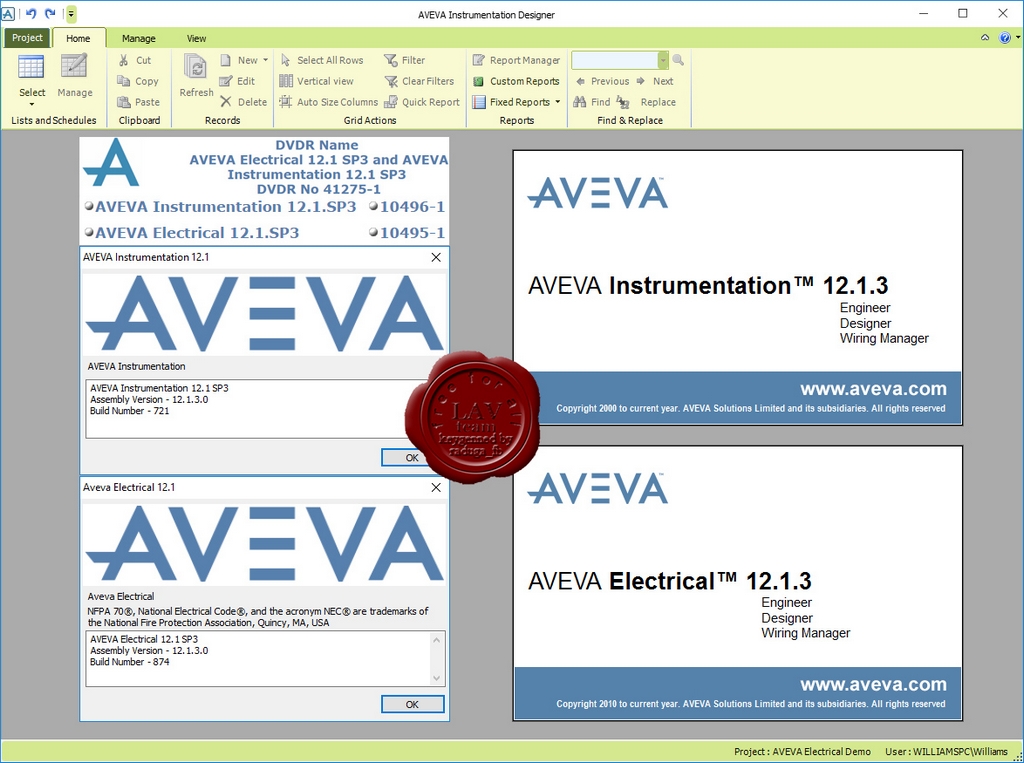 AVEVA Instrumentation Designer
Project Home Manage View
Select Manage
Lists and Schedules
Cut
Copy
Paste
Clipboard
Refresh
New
Edit
Delete
Records
Select All Rows
Vertical view
Auto Size Columns
Filter
Clear Filters
Quick Report
Grid Actions
Report Manager
Custom Reports
Fixed Reports
Reports
Previous Next
Find Replace
Find & Replace
DVDR Name
AVEVA Electrical 12.1 SP3 and AVEVA
Instrumentation 12.1 SP3
DVDR No 41275-1
AVEVA Instrumentation 12.1.SP3 10496-1
AVEVA Electrical 12.1.SP3 10495-1
AVEVA Instrumentation 12.1
AVEVA
AVEVA Instrumentation
AVEVA Instrumentation 12.1 SP3
Assembly Version - 12.1.3.0
Build Number - 721
OK
Aveva Electrical 12.1
AVEVA
Aveva Electrical
NFPA 70®, National Electrical Code®, and the acronym NEC® are trademarks of
the National Fire Protection Association, Quincy, MA, USA
AVEVA Electrical 12.1 SP3
Assembly Version - 12.1.3.0
Build Number - 874
OK
AVEVA™
AVEVA Instrumentation™ 12.1.3
Engineer
Designer
Wiring Manager
www.aveva.com
Copyright 2000 to current year. AVEVA Solutions Limited and its subsidiaries. All rights reserved
AVEVA™
AVEVA Electrical™ 12.1.3
Engineer
Designer
Wiring Manager
www.aveva.com
Copyright 2010 to current year. AVEVA Solutions Limited and its subsidiaries. All rights reserved
free for all
LAV
team
keygenned by
raduga_fb
Project : AVEVA Electrical Demo User : WILLIAMSPC\Williams